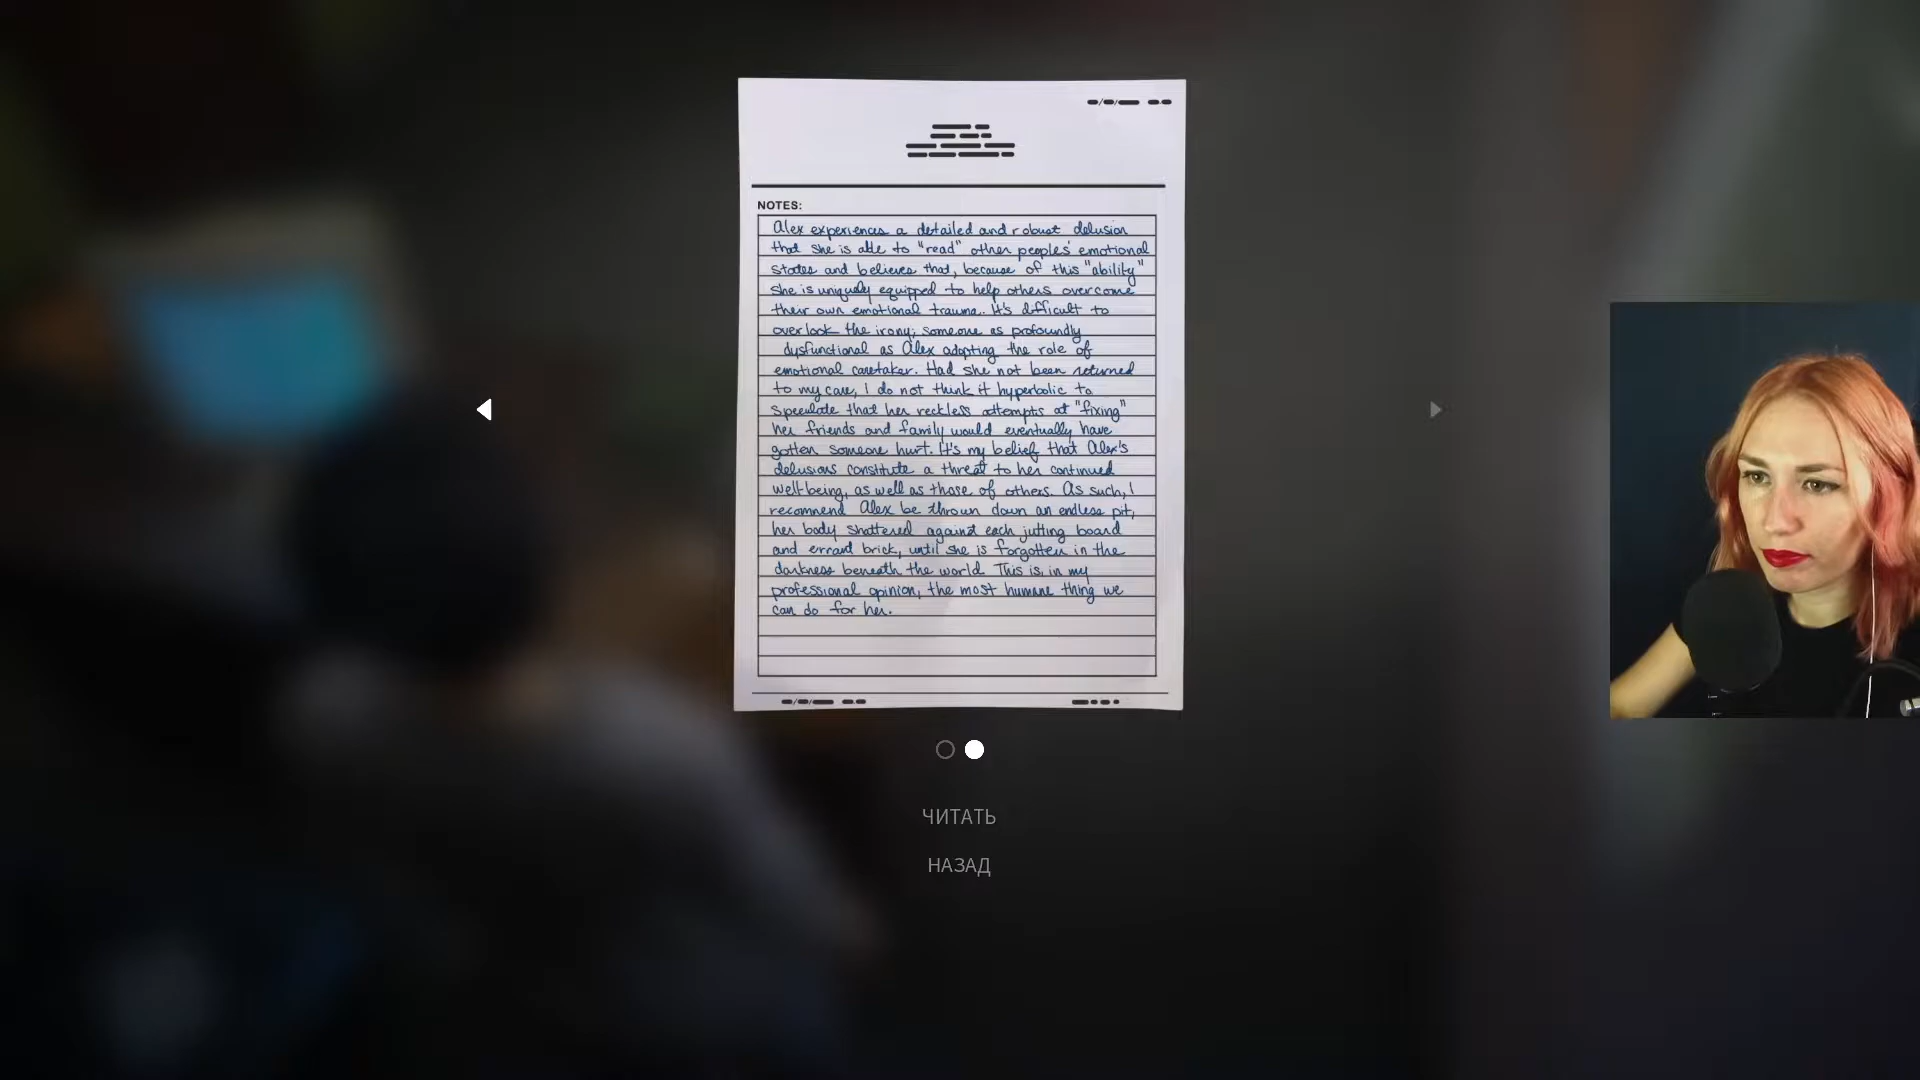 NOTES:
Alex experiences a detailed and robust delusion
that she is able to "read" other peoples' emotional
states and believes that, because of this "ability"
she is uniquely equipped to help others overcome
their own emotional trauma. It's difficult to
overlook the irony; someone as profoundly
dysfunctional as Alex adopting the role of
emotional caretaker. Had she not been returned
to my care, I do not think it hyperbolic to
speculate that her reckless attempts at "fixing"
her friends and family would eventually have
gotten someone hurt. It's my belief that Alex's
delusions constitute a threat to her continued
well-being, as well as those of others. As such, I
recommend Alex be thrown down an endless pit,
her body shattered against each jutting board
and errant brick, until she is forgotten in the
darkness beneath the world. This is, in my
professional opinion, the most humane thing we
can do for her.
ЧИТАТЬ
НАЗАД